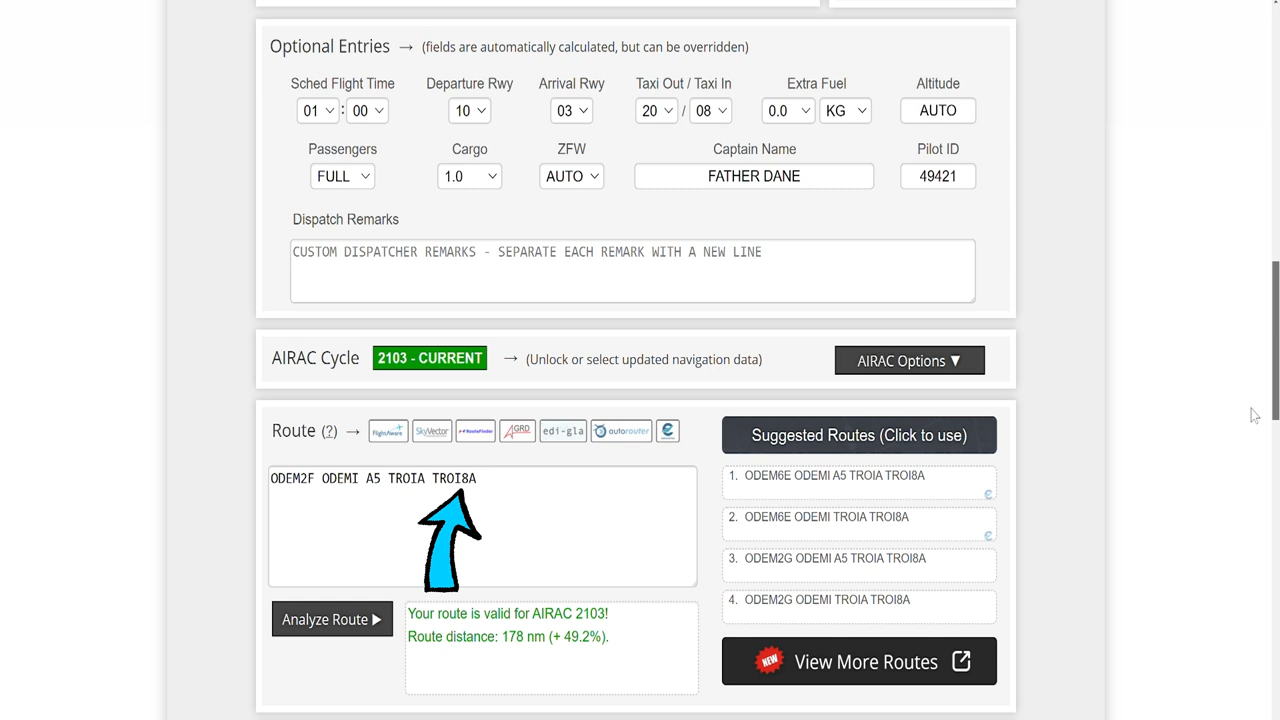 Optional Entries → (fields are automatically calculated, but can be overridden)
Sched Flight Time Departure Rwy Arrival Rwy Taxi Out / Taxi In Extra Fuel Altitude
01 : 00 10 03 20 / 08 0.0 KG AUTO
Passengers Cargo ZFW Captain Name Pilot ID
FULL 1.0 AUTO FATHER DANE 49421
Dispatch Remarks
CUSTOM DISPATCHER REMARKS - SEPARATE EACH REMARK WITH A NEW LINE
AIRAC Cycle 2103 - CURRENT → (Unlock or select updated navigation data) AIRAC Options ▼
Route (?) → FlightAware SkyVector RouteFinder GRD edi-gla autorouter
ODEM2F ODEMI A5 TROIA TROI8A
Analyze Route ▶
Your route is valid for AIRAC 2103!
Route distance: 178 nm (+ 49.2%).
Suggested Routes (Click to use)
1. ODEM6E ODEMI A5 TROIA TROI8A
2. ODEM6E ODEMI TROIA TROI8A
3. ODEM2G ODEMI A5 TROIA TROI8A
4. ODEM2G ODEMI TROIA TROI8A
NEW View More Routes